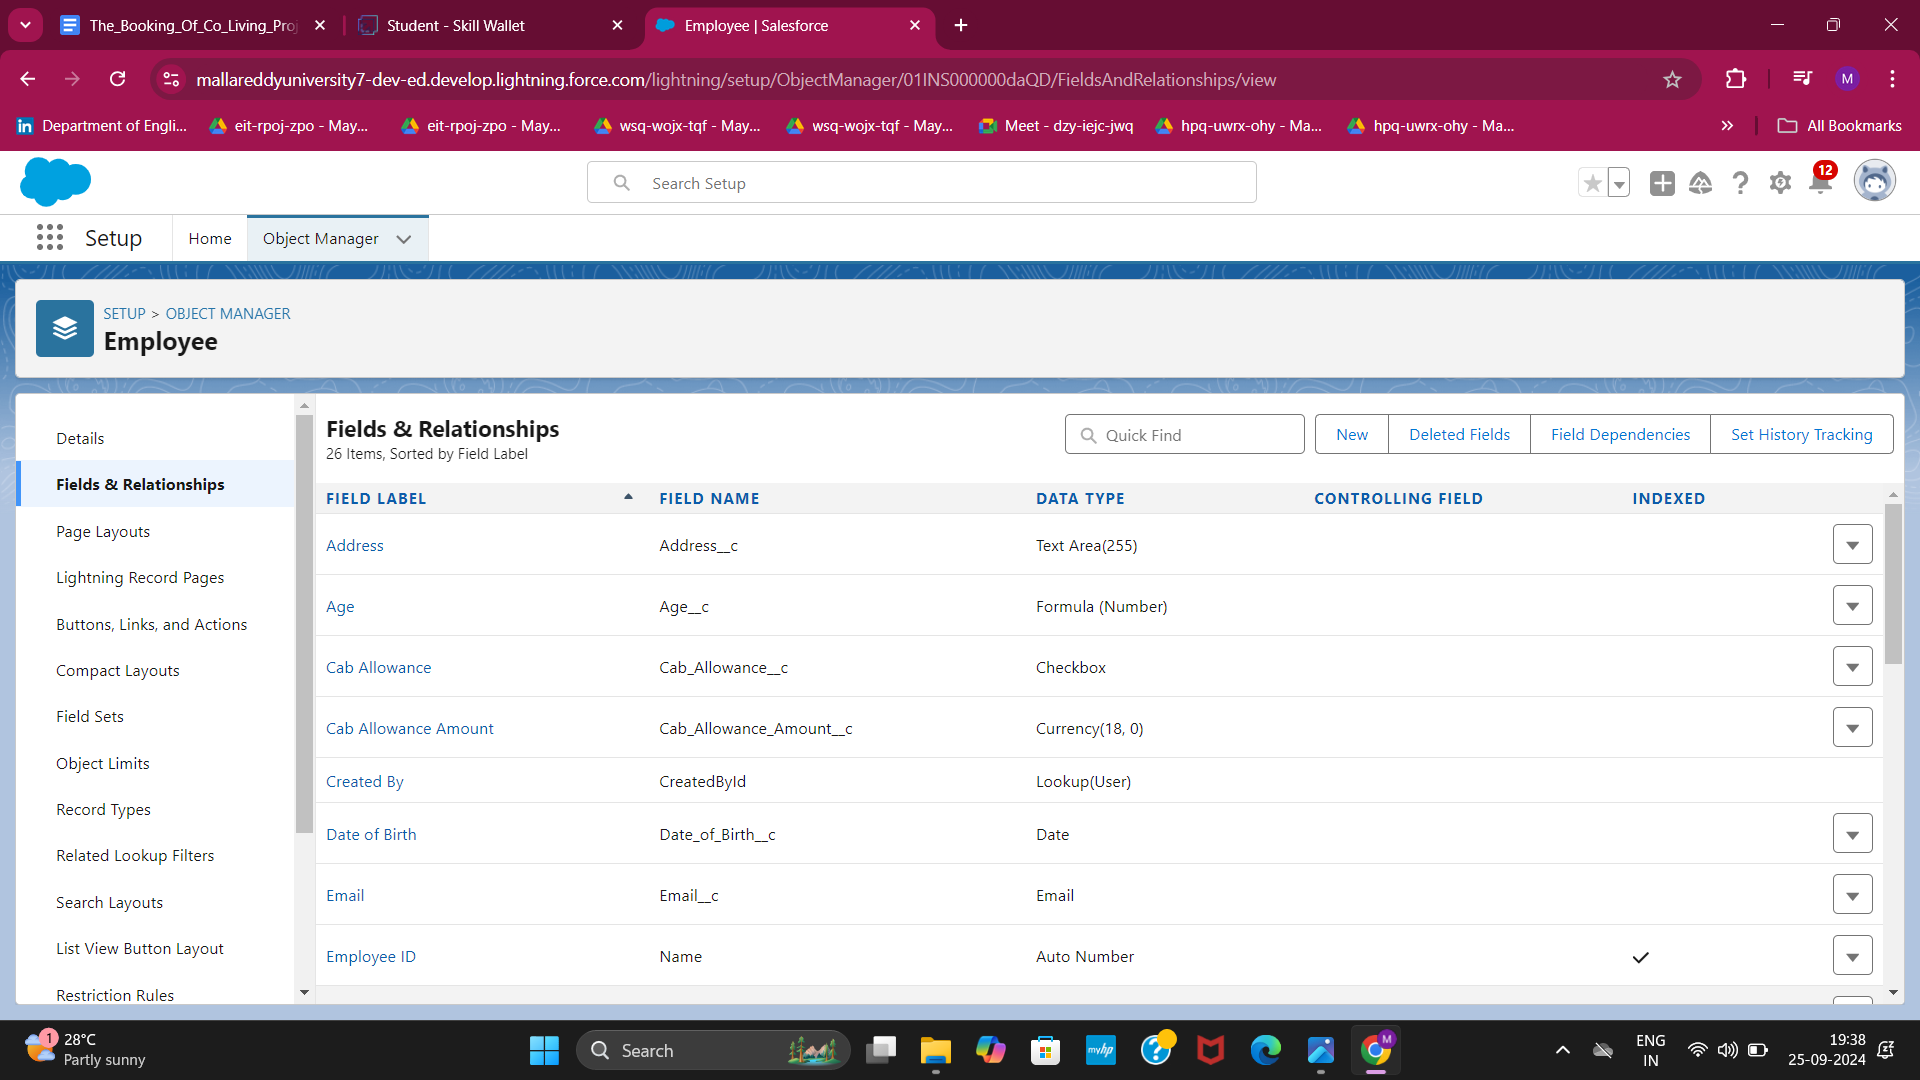 The_Booking_Of_Co_Living_Proj
Student - Skill Wallet
Employee | Salesforce
mallareddyuniversity7-dev-ed.develop.lightning.force.com/lightning/setup/ObjectManager/01INS000000daQD/FieldsAndRelationships/view
M
Department of Engli...
eit-rpoj-zpo - May...
eit-rpoj-zpo - May...
wsq-wojx-tqf - May...
wsq-wojx-tqf - May...
Meet - dzy-iejc-jwq
hpq-uwrx-ohy - Ma...
hpq-uwrx-ohy - Ma...
All Bookmarks
Search Setup
12
Setup
Home
Object Manager
SETUP > OBJECT MANAGER
Employee
Details
Fields & Relationships
Page Layouts
Lightning Record Pages
Buttons, Links, and Actions
Compact Layouts
Field Sets
Object Limits
Record Types
Related Lookup Filters
Search Layouts
List View Button Layout
Restriction Rules
Fields & Relationships
26 Items, Sorted by Field Label
Quick Find
New
Deleted Fields
Field Dependencies
Set History Tracking
FIELD LABEL FIELD NAME DATA TYPE CONTROLLING FIELD INDEXED
Address Address__c Text Area(255)
Age Age__c Formula (Number)
Cab Allowance Cab_Allowance__c Checkbox
Cab Allowance Amount Cab_Allowance_Amount__c Currency(18, 0)
Created By CreatedById Lookup(User)
Date of Birth Date_of_Birth__c Date
Email Email__c Email
Employee ID Name Auto Number
1
28°C
Partly sunny
Search
myhp
M
ENG
IN
19:38
25-09-2024